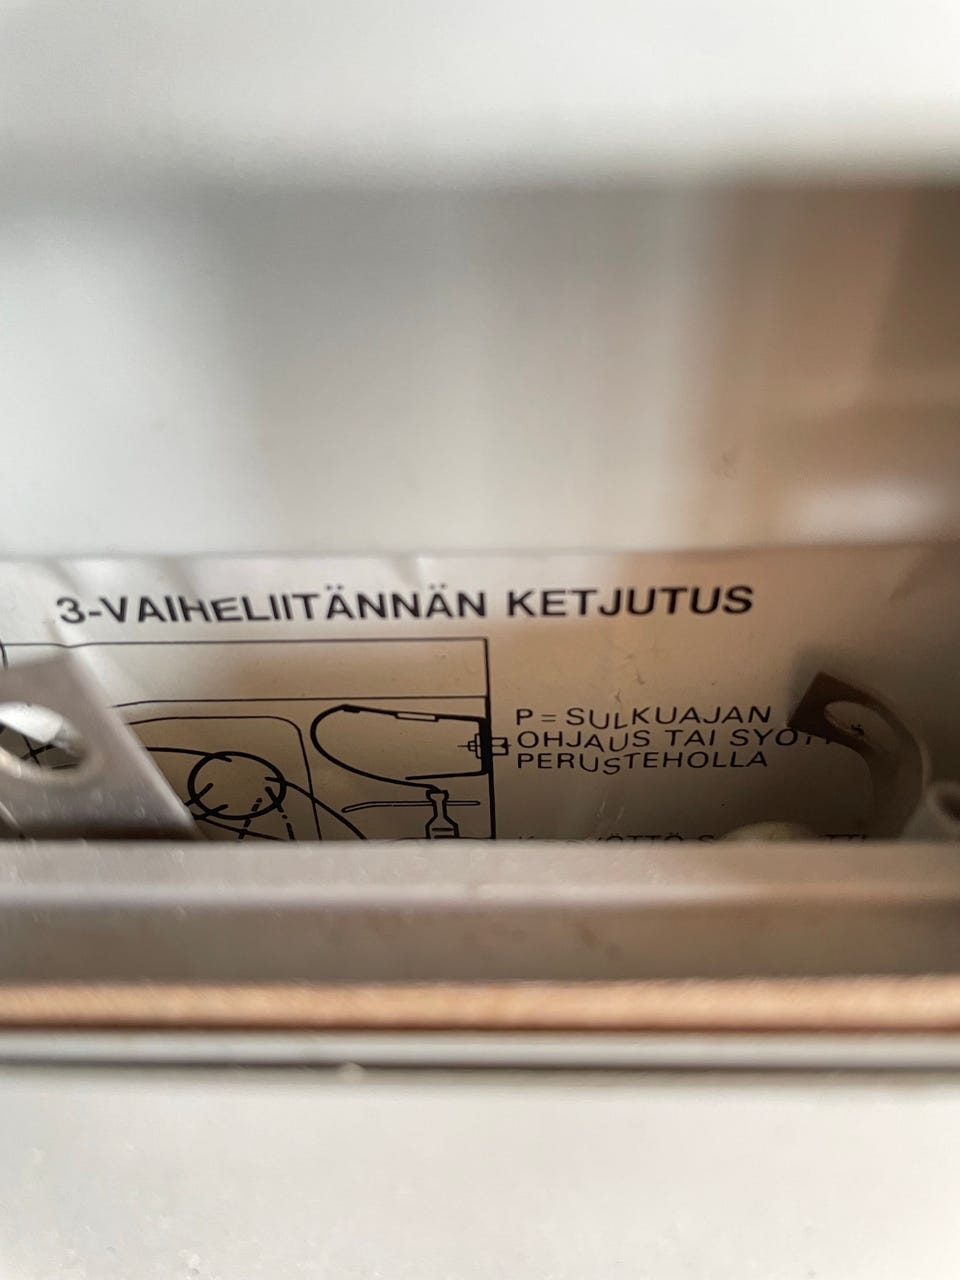 3-VAIHELIITÄNNÄN KETJUTUS
P = SULKUAJAN
OHJAUS TAI
PERUSTEHOLLA